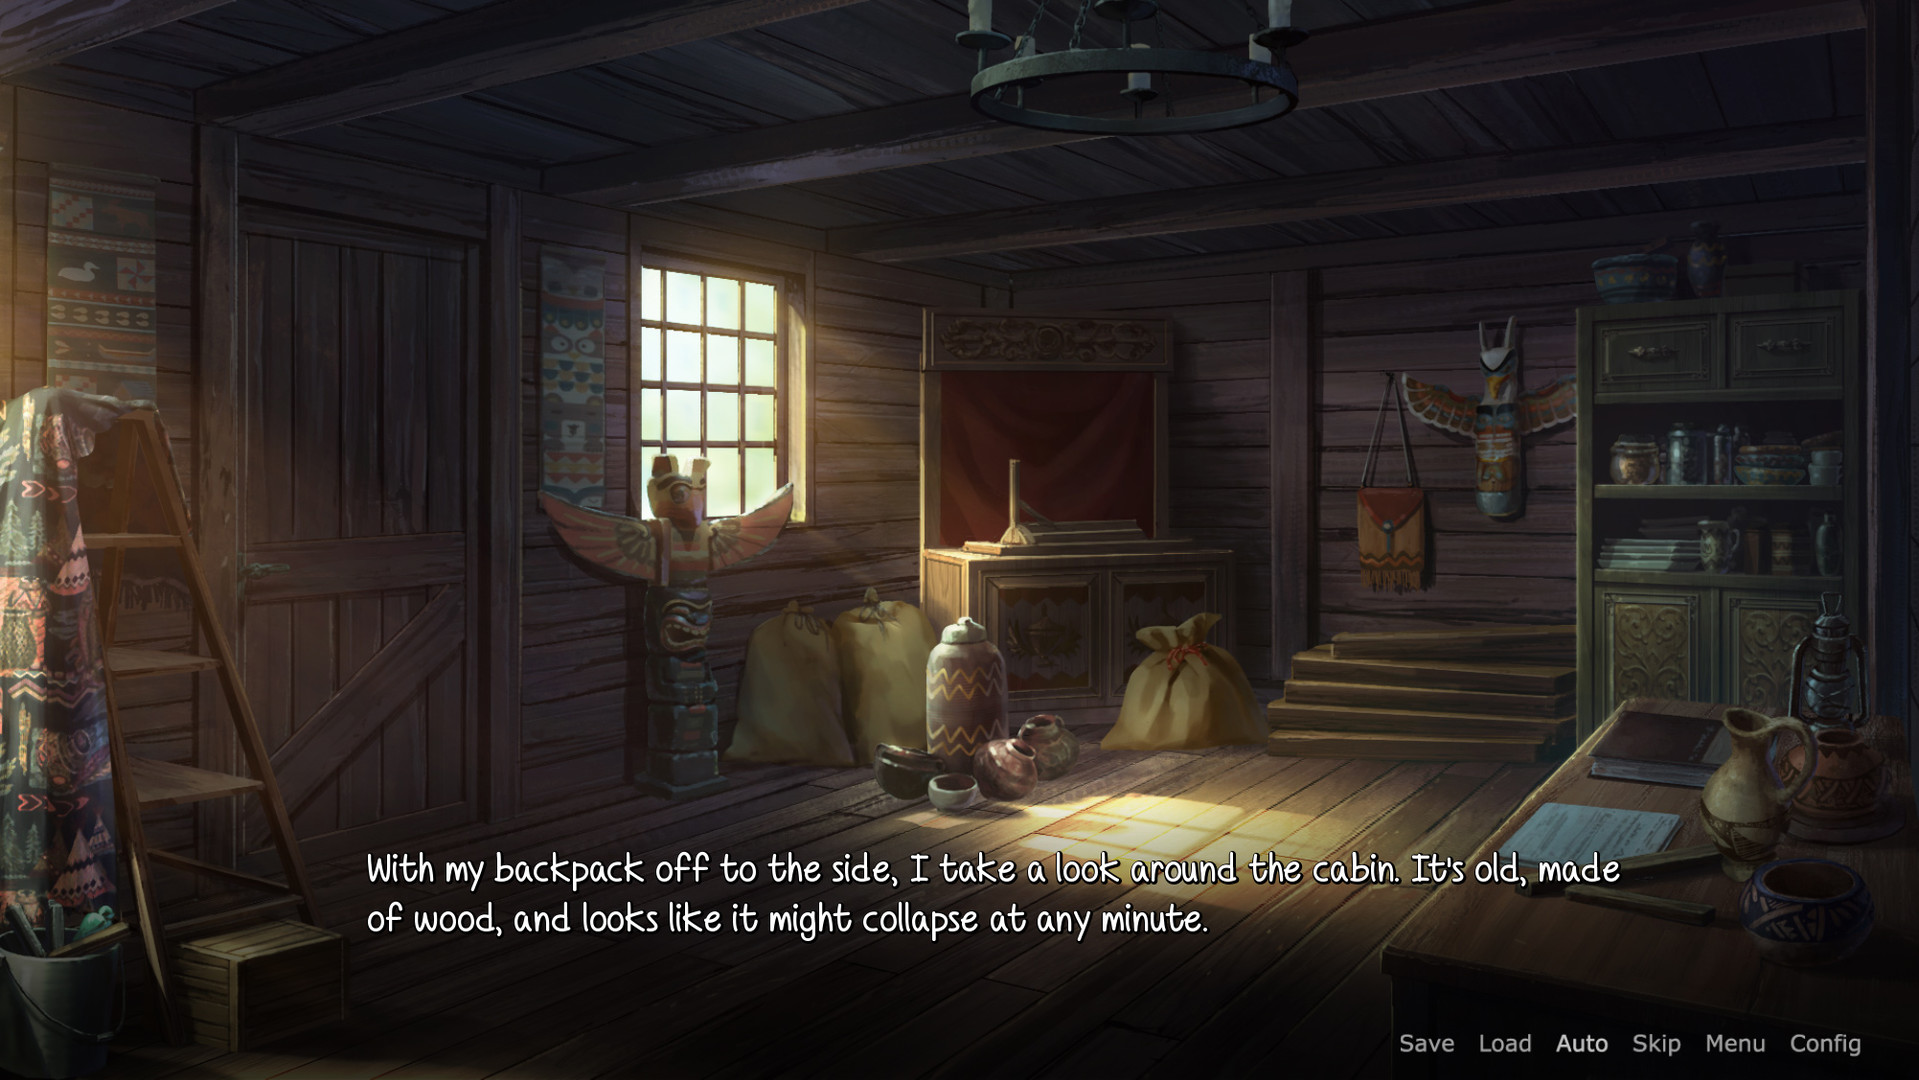 With my backpack off to the side, I take a look around the cabin. It's old, made
of wood, and looks like it might collapse at any minute.
Save Load Auto Skip Menu Config